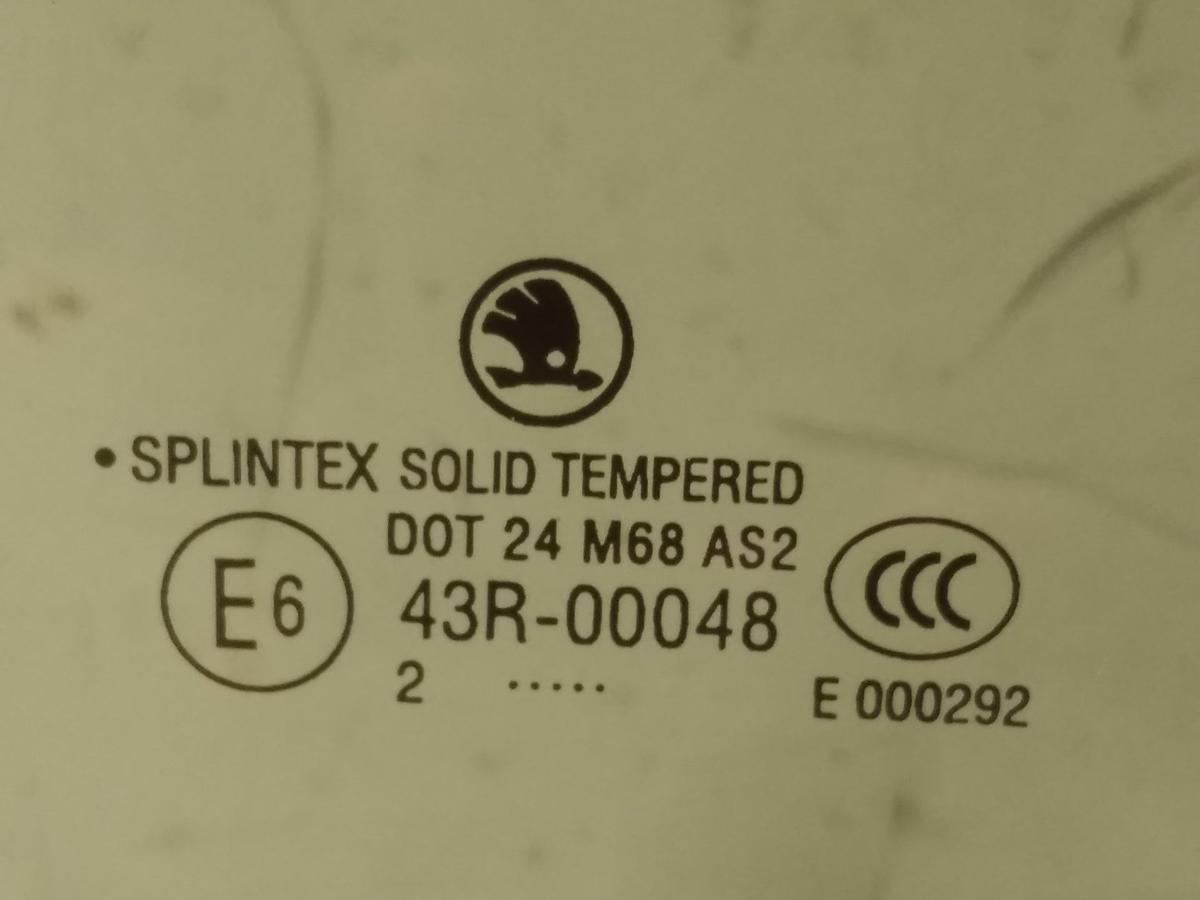 • SPLINTEX SOLID TEMPERED
DOT 24 M68 AS2
E6
43R-00048
CCC
2 .....
E 000292